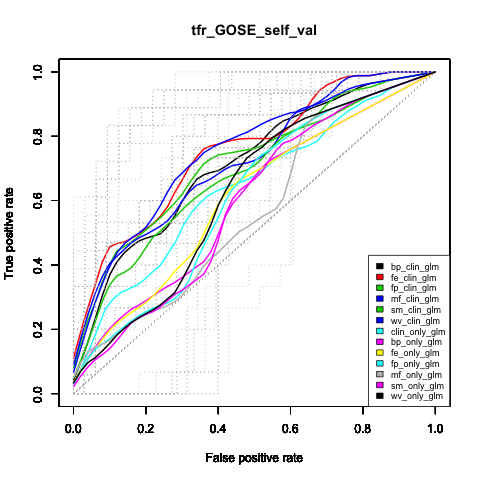 tfr_GOSE_self_val
True positive rate
1.0
0.8
0.6
0.4
0.2
0.0
0.0
0.2
0.4
0.6
0.8
1.0
False positive rate
bp_clin_glm
fe_clin_glm
fp_clin_glm
mf_clin_glm
sm_clin_glm
wv_clin_glm
clin_only_glm
bp_only_glm
fe_only_glm
fp_only_glm
mf_only_glm
sm_only_glm
wv_only_glm